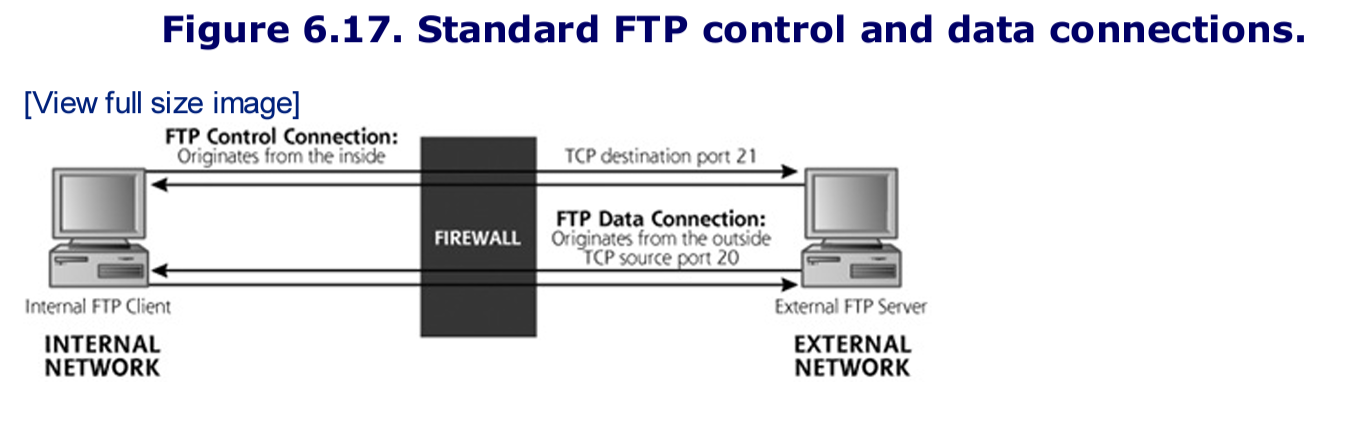 Figure 6.17. Standard FTP control and data connections.
[View full size image]
FTP Control Connection:
Originates from the inside
TCP destination port 21
FIREWALL
FTP Data Connection:
Originates from the outside
TCP source port 20
Internal FTP Client
External FTP Server
INTERNAL
NETWORK
EXTERNAL
NETWORK